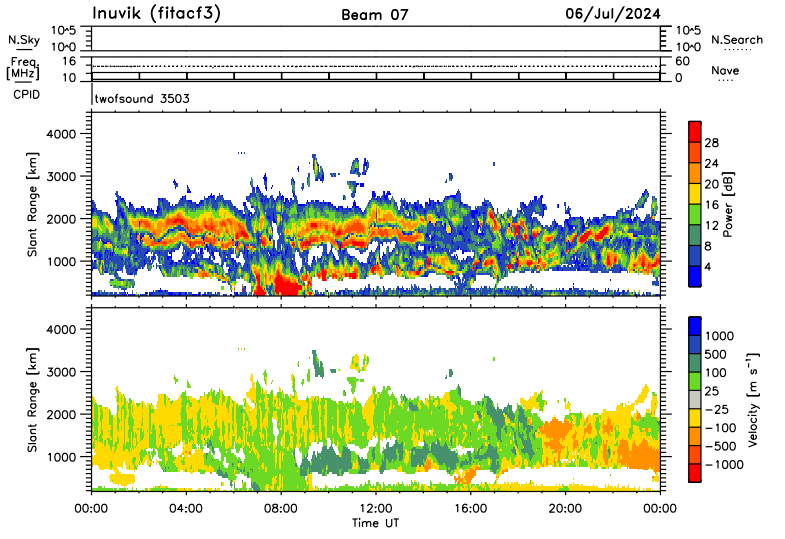 Inuvik (fitacf3) Beam 07 06/Jul/2024
N.Sky 10^5 10^0 10^5 10^0 N.Search
Freq. [MHz] 16 10 60 0 Nave
CPID twofsound 3503
Slant Range [km] 4000 3000 2000 1000
Power [dB] 28 24 20 16 12 8 4
Slant Range [km] 4000 3000 2000 1000
Velocity [m s⁻¹] 1000 500 100 25 −25 −100 −500 −1000
00:00 04:00 08:00 12:00 16:00 20:00 00:00
Time UT